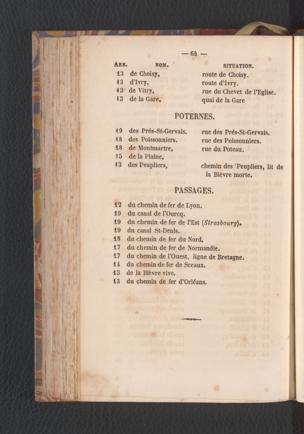 — 61 —
ARR. NOM. SITUATION.
13 de Choisy, route de Choisy.
13 d'Ivry, route d'Ivry.
13 de Vitry, rue du Chevet de l'Eglise.
13 de la Gare, quai de la Gare
POTERNES.
19 des Prés-St-Gervais, rue des Prés-St-Gervais.
18 des Poissonniers, rue des Poissonniers.
18 de Montmartre, rue du Poteau.
15 de la Plaine,
13 des Peupliers, chemin des Peupliers, lit de
la Bièvre morte.
PASSAGES.
12 du chemin de fer de Lyon.
19 du canal de l'Ourcq.
19 du chemin de fer de l'Est (Strasbourg).
19 du canal St-Denis.
18 du chemin de fer du Nord.
17 du chemin de fer de Normandie.
17 du chemin de l'Ouest, ligne de Bretagne.
14 du chemin de fer de Sceaux.
13 de la Bièvre vive.
13 du chemin de fer d'Orléans.